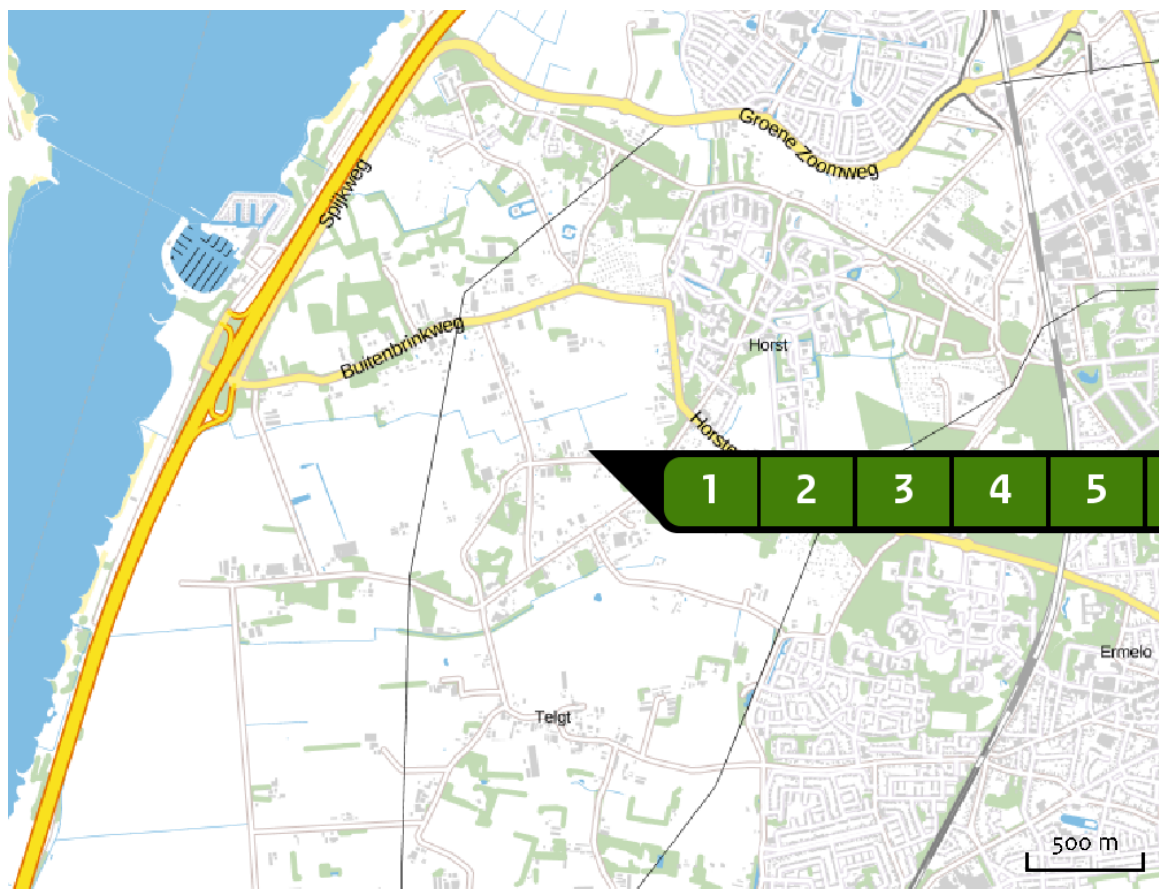 Groene Zoomweg
Spijkweg
Buitenbrinkweg
Horst
Horste
1 2 3 4 5
Ermelo
Telgt
500 m